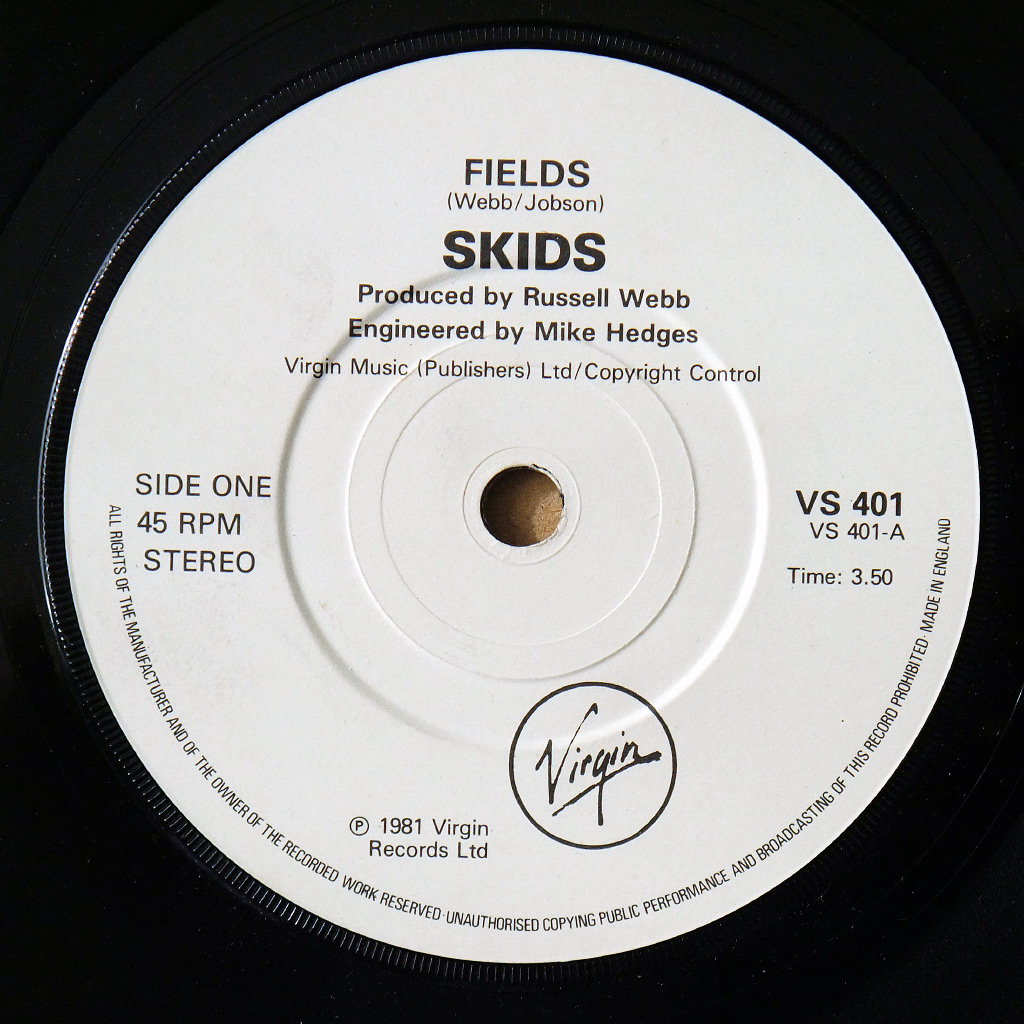 FIELDS
(Webb/Jobson)
SKIDS
Produced by Russell Webb
Engineered by Mike Hedges
Virgin Music (Publishers) Ltd/Copyright Control
SIDE ONE
45 RPM
STEREO
VS 401
VS 401-A
Time: 3.50
Virgin
℗ 1981 Virgin
Records Ltd
ALL RIGHTS OF THE MANUFACTURER AND OF THE OWNER OF THE RECORDED WORK RESERVED·UNAUTHORISED COPYING PUBLIC PERFORMANCE AND BROADCASTING OF THIS RECORD PROHIBITED· MADE IN ENGLAND